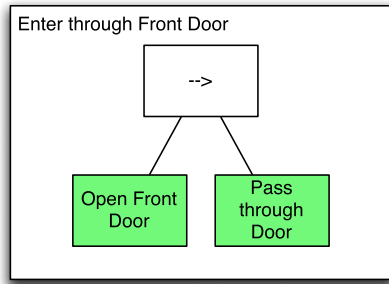 Enter through Front Door
-->
Open Front
Door
Pass
through
Door